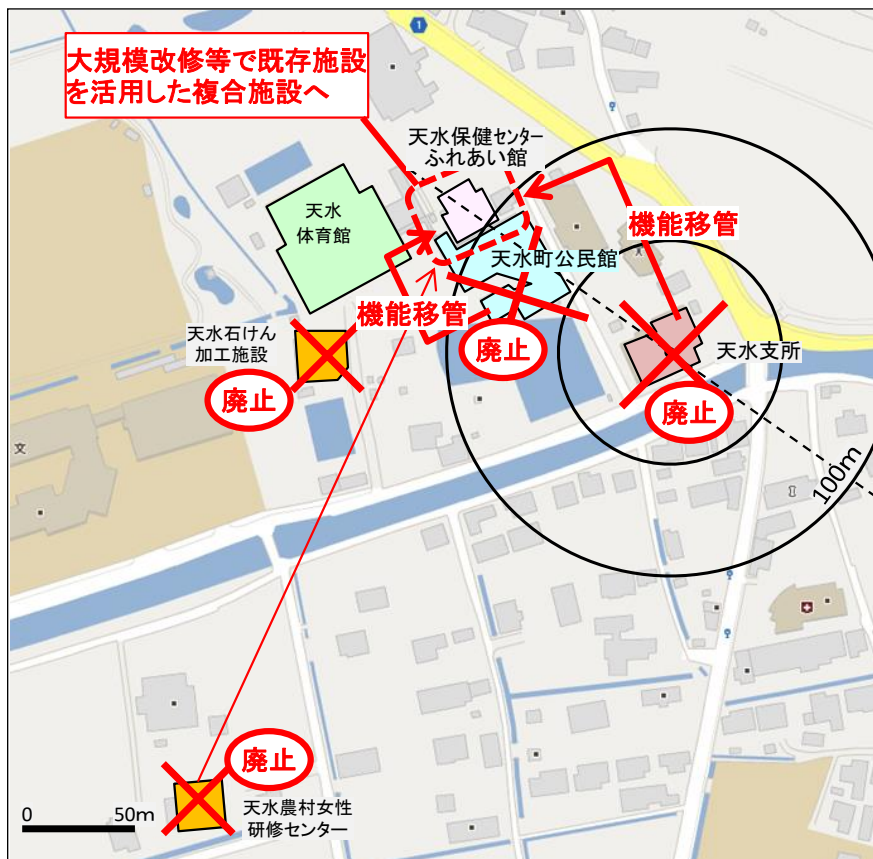 1
大規模改修等で既存施設
を活用した複合施設へ
天水保健センター
ふれあい館
天水
体育館
機能移管
天水町公民館
機能移管
天水石けん
加工施設
廃止
天水支所
廃止
廃止
文
100m
廃止
0 50m
天水農村女性
研修センター